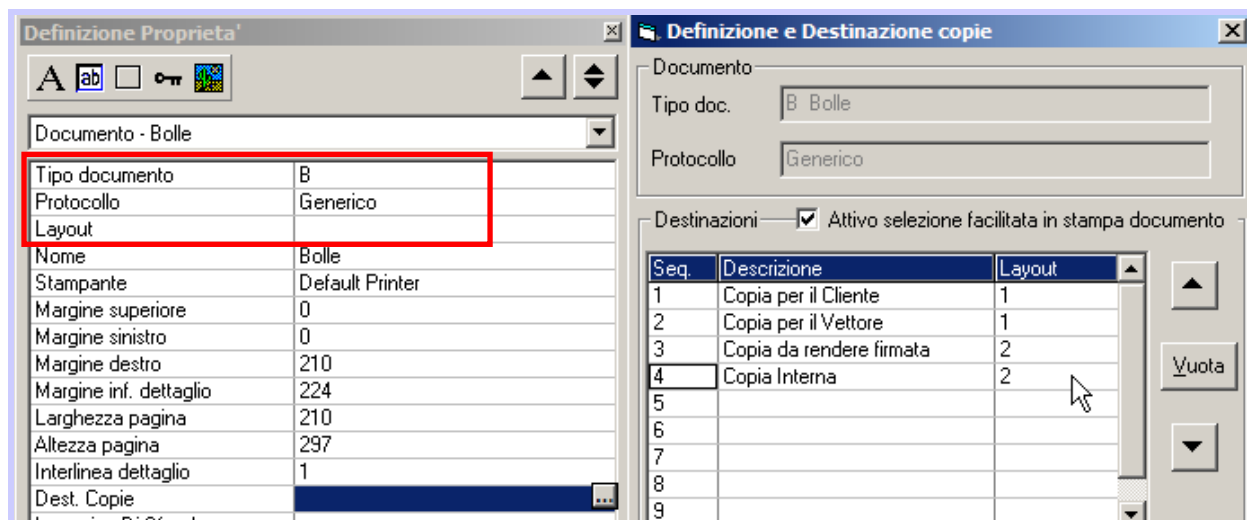 Definizione Proprieta'
A ab
Documento - Bolle
Tipo documento B
Protocollo Generico
Layout
Nome Bolle
Stampante Default Printer
Margine superiore 0
Margine sinistro 0
Margine destro 210
Margine inf. dettaglio 224
Larghezza pagina 210
Altezza pagina 297
Interlinea dettaglio 1
Dest. Copie ...
Definizione e Destinazione copie
Documento
Tipo doc. B Bolle
Protocollo Generico
Destinazioni Attivo selezione facilitata in stampa documento
Seq. Descrizione Layout
1 Copia per il Cliente 1
2 Copia per il Vettore 1
3 Copia da rendere firmata 2
4 Copia Interna 2
5
6
7
8
9
Vuota